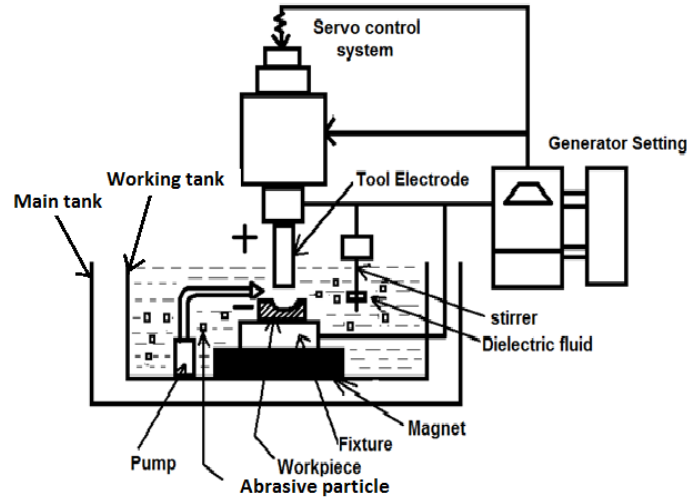 Servo control
system
Generator Setting
Tool Electrode
Working tank
Main tank
+
-
stirrer
Dielectric fluid
Magnet
Fixture
Pump
Workpiece
Abrasive particle